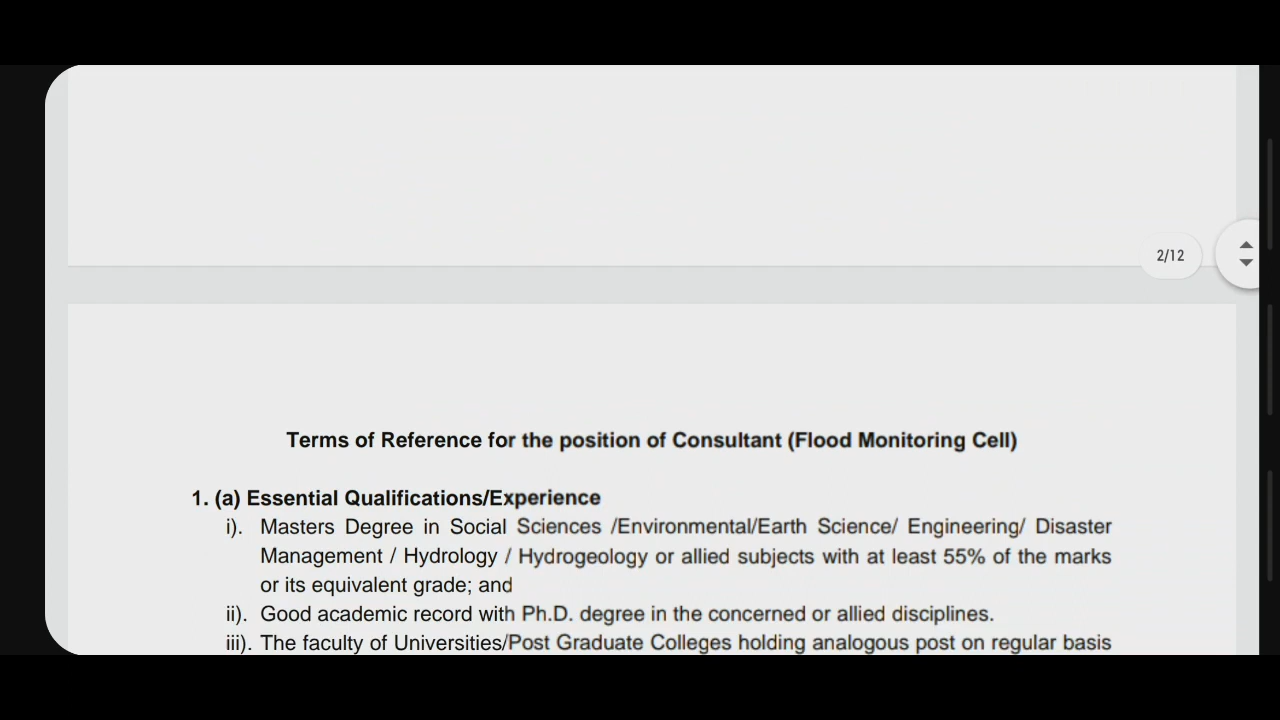 2/12
Terms of Reference for the position of Consultant (Flood Monitoring Cell)
1. (a) Essential Qualifications/Experience
i). Masters Degree in Social Sciences /Environmental/Earth Science/ Engineering/ Disaster
Management / Hydrology / Hydrogeology or allied subjects with at least 55% of the marks
or its equivalent grade; and
ii). Good academic record with Ph.D. degree in the concerned or allied disciplines.
iii). The faculty of Universities/Post Graduate Colleges holding analogous post on regular basis